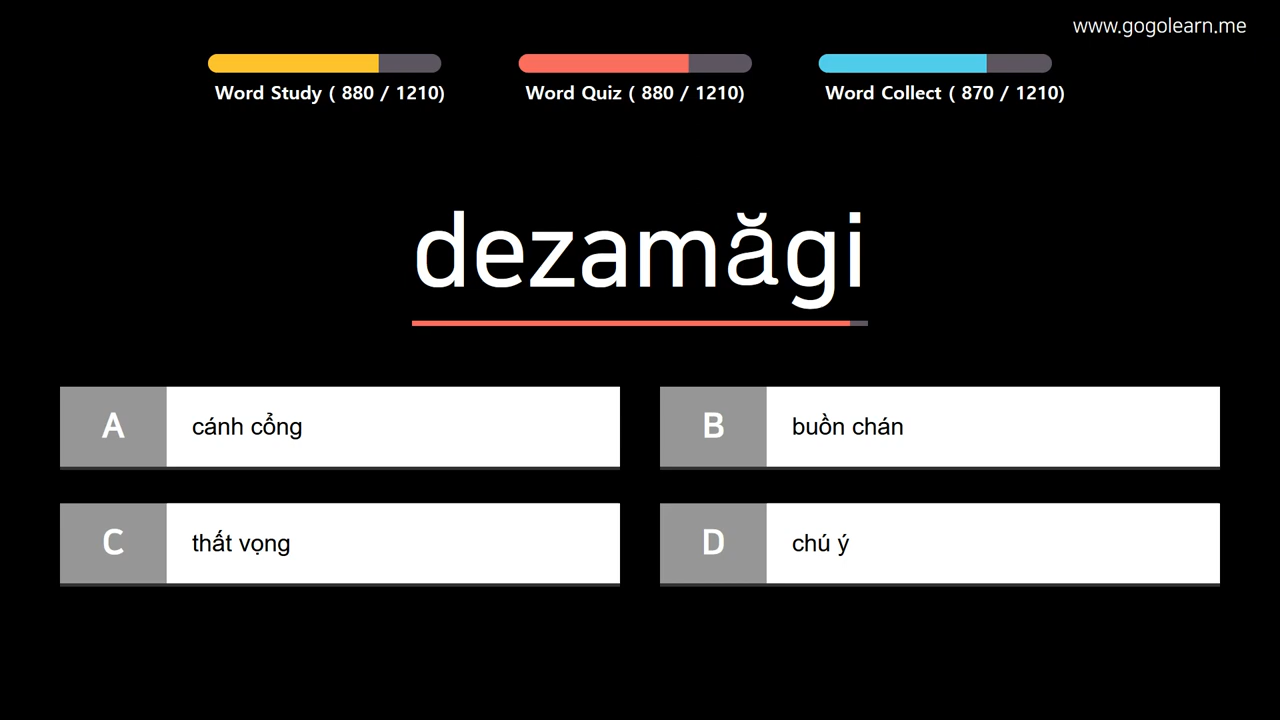 www.gogolearn.me
Word Study ( 880 / 1210)
Word Quiz ( 880 / 1210)
Word Collect ( 870 / 1210)
dezamăgi
A
cánh cổng
B
buồn chán
C
thất vọng
D
chú ý